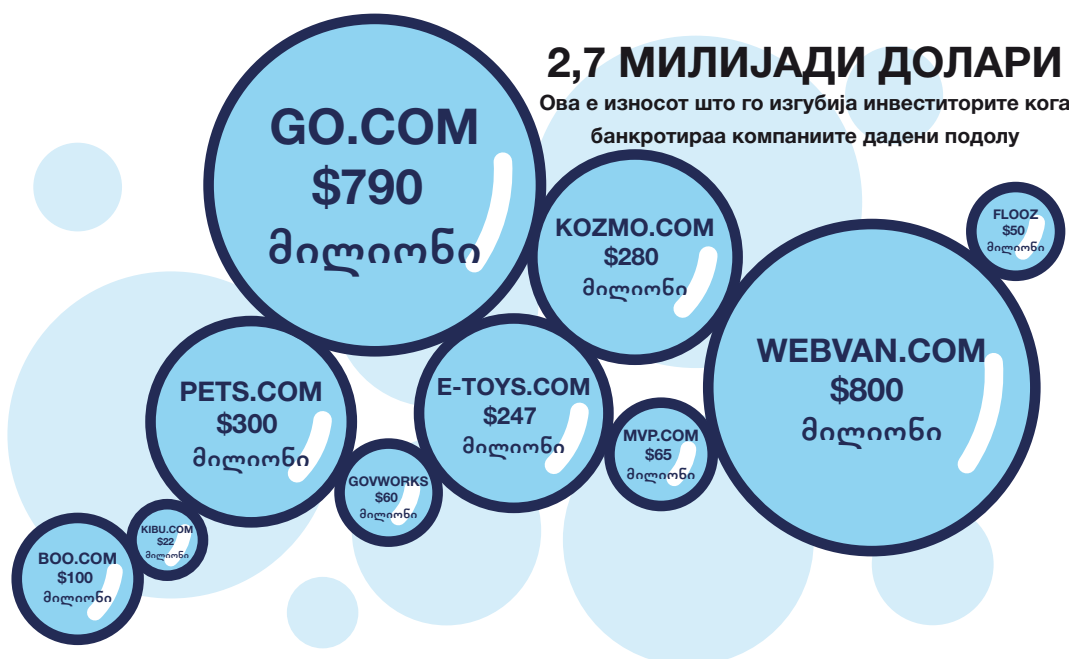 2,7 МИЛИЈАДИ ДОЛАРИ
Ова е износот што го изгубија инвеститорите кога
банкротираа компаниите дадени подолу
GO.COM
$790
მილიონი
KOZMO.COM
$280
მილიონი
FLOOZ
$50
მილიონი
WEBVAN.COM
$800
მილიონი
PETS.COM
$300
მილიონი
E-TOYS.COM
$247
მილიონი
MVP.COM
$65
მილიონი
GOVWORKS
$60
მილიონი
KIBU.COM
$22
მილიონი
BOO.COM
$100
მილიონი